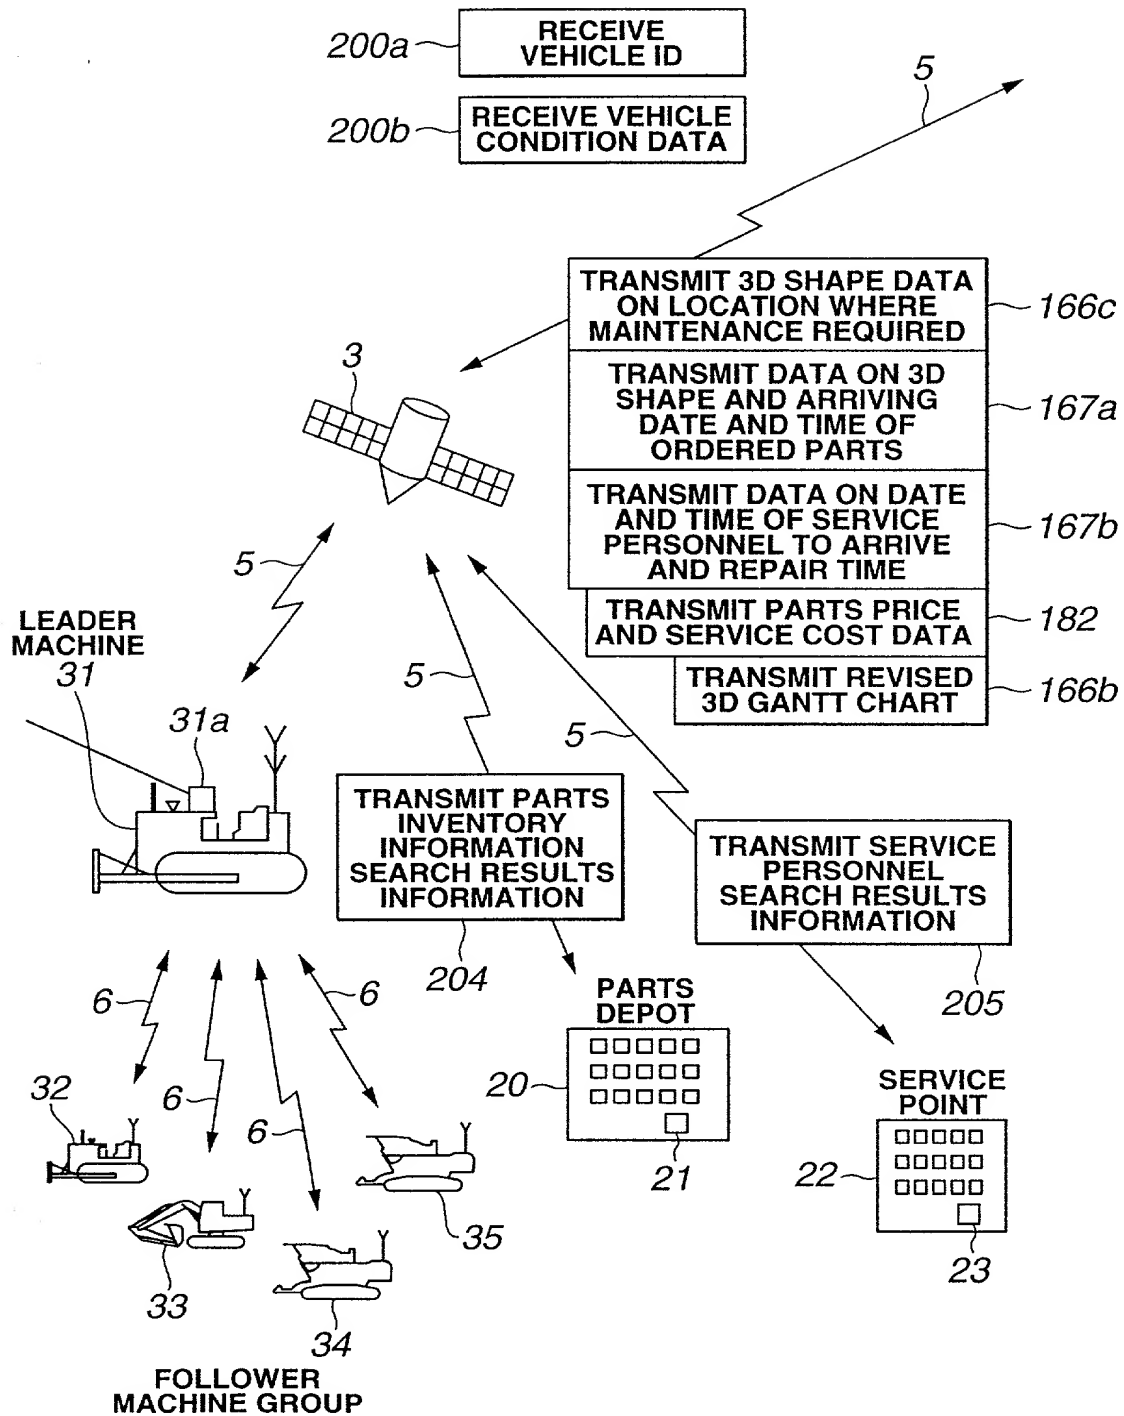 200a
RECEIVE
VEHICLE ID
200b
RECEIVE VEHICLE
CONDITION DATA
5
TRANSMIT 3D SHAPE DATA
ON LOCATION WHERE
MAINTENANCE REQUIRED
166c
TRANSMIT DATA ON 3D
SHAPE AND ARRIVING
DATE AND TIME OF
ORDERED PARTS
167a
TRANSMIT DATA ON DATE
AND TIME OF SERVICE
PERSONNEL TO ARRIVE
AND REPAIR TIME
167b
TRANSMIT PARTS PRICE
AND SERVICE COST DATA
182
TRANSMIT REVISED
3D GANTT CHART
166b
3
5
5
5
LEADER
MACHINE
31
31a
TRANSMIT PARTS
INVENTORY
INFORMATION
SEARCH RESULTS
INFORMATION
204
TRANSMIT SERVICE
PERSONNEL
SEARCH RESULTS
INFORMATION
205
6
6
6
6
PARTS
DEPOT
20
21
SERVICE
POINT
22
23
32
33
34
35
FOLLOWER
MACHINE GROUP